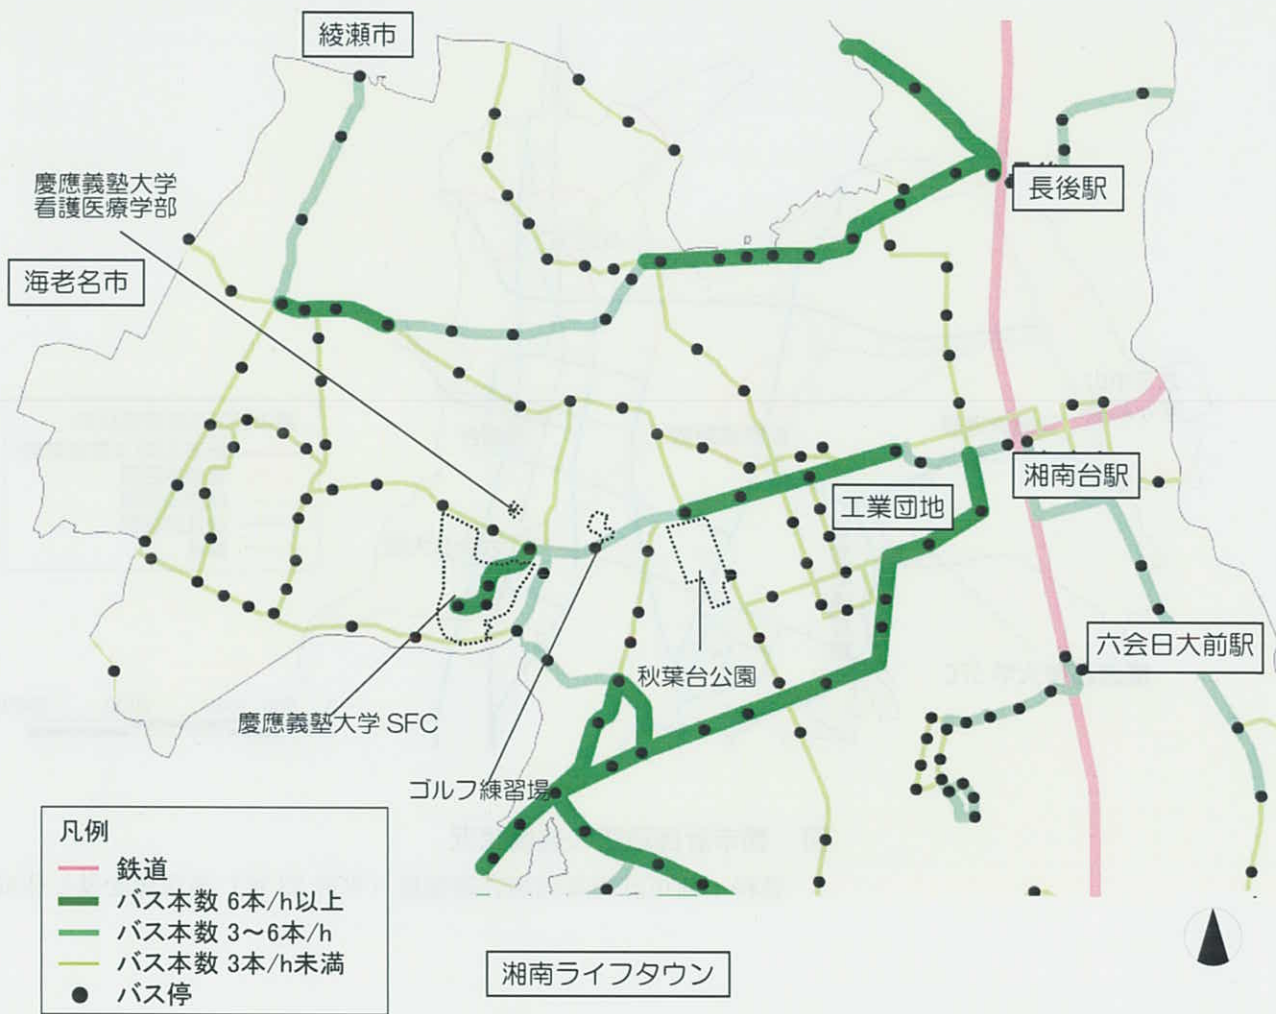 綾瀬市
慶應義塾大学
看護医療学部
長後駅
海老名市
湘南台駅
工業団地
六会日大前駅
秋葉台公園
慶應義塾大学 SFC
ゴルフ練習場
凡例
鉄道
バス本数 6本/h以上
バス本数 3〜6本/h
バス本数 3本/h未満
バス停
湘南ライフタウン